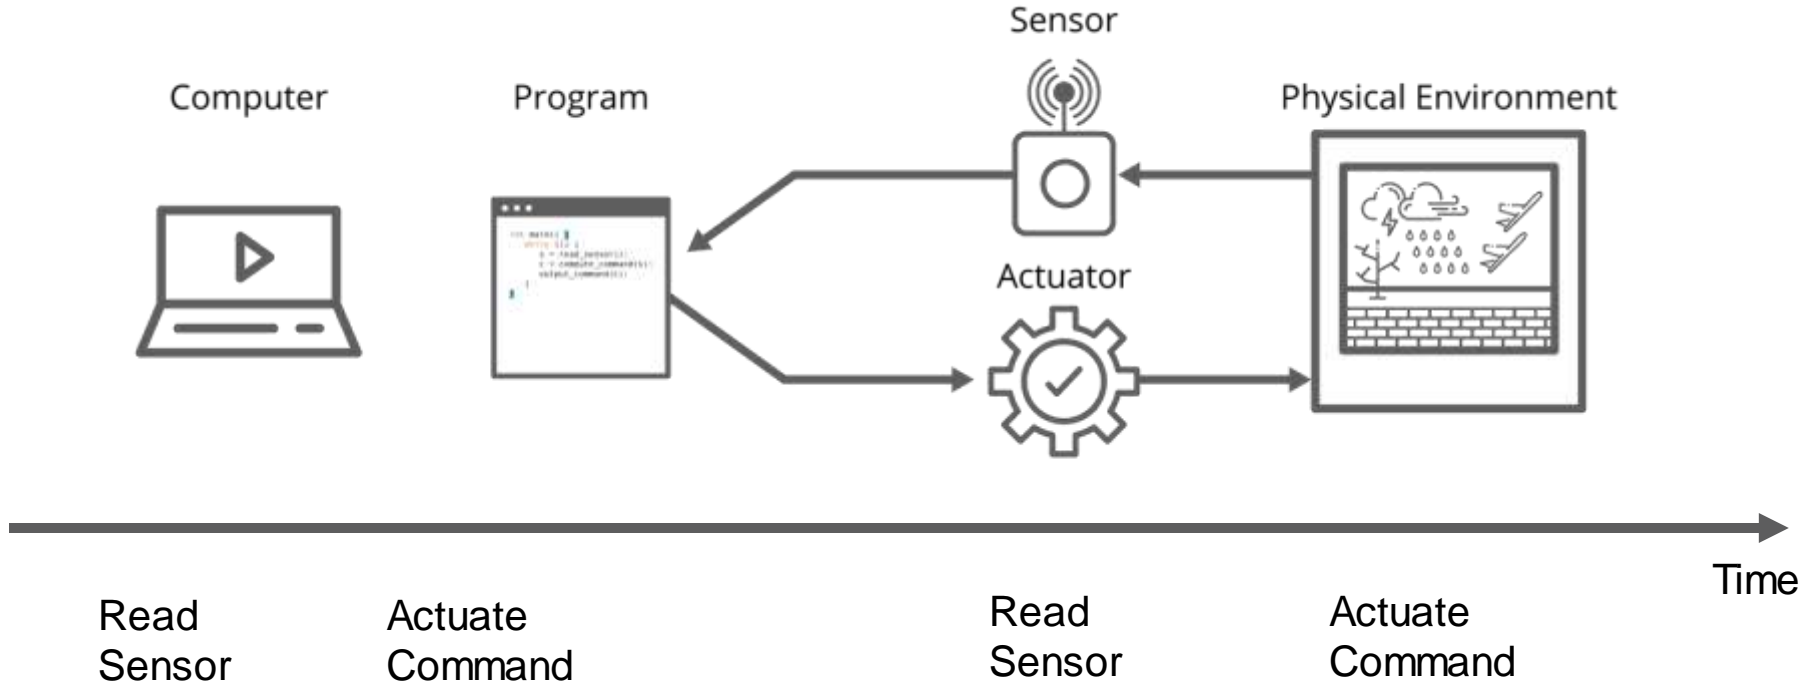 Sensor
Computer
Program
Physical Environment
Actuator
Time
Read
Sensor
Actuate
Command
Read
Sensor
Actuate
Command